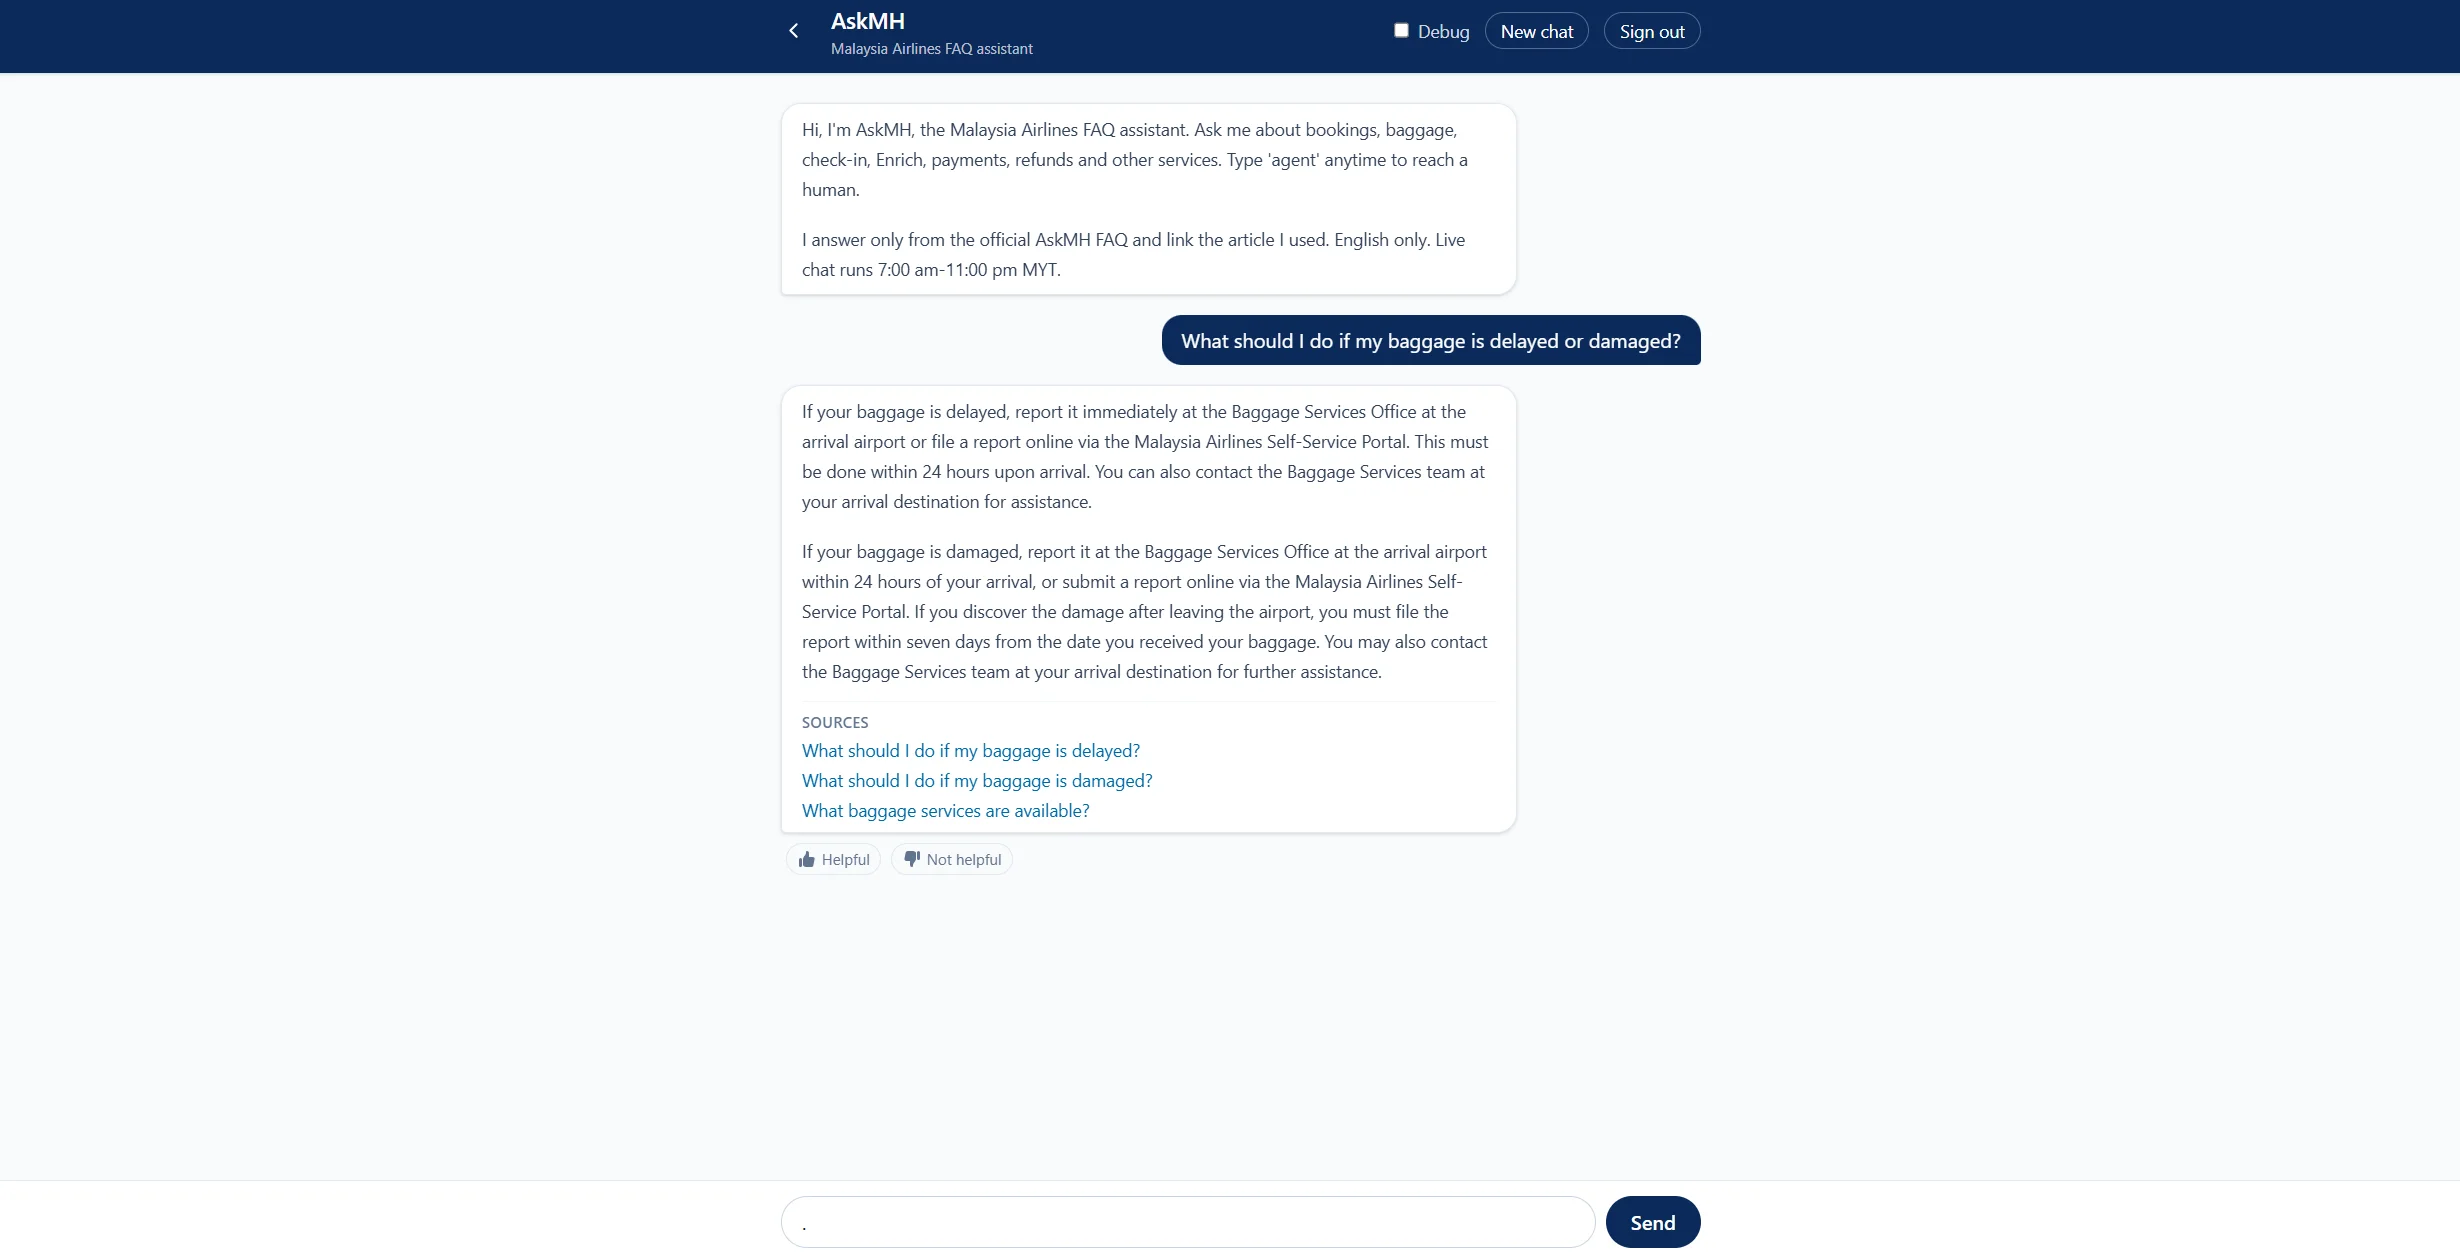 AskMH
Malaysia Airlines FAQ assistant
Debug
New chat
Sign out
Hi, I'm AskMH, the Malaysia Airlines FAQ assistant. Ask me about bookings, baggage,
check-in, Enrich, payments, refunds and other services. Type 'agent' anytime to reach a
human.
I answer only from the official AskMH FAQ and link the article I used. English only. Live
chat runs 7:00 am-11:00 pm MYT.
What should I do if my baggage is delayed or damaged?
If your baggage is delayed, report it immediately at the Baggage Services Office at the
arrival airport or file a report online via the Malaysia Airlines Self-Service Portal. This must
be done within 24 hours upon arrival. You can also contact the Baggage Services team at
your arrival destination for assistance.
If your baggage is damaged, report it at the Baggage Services Office at the arrival airport
within 24 hours of your arrival, or submit a report online via the Malaysia Airlines Self-
Service Portal. If you discover the damage after leaving the airport, you must file the
report within seven days from the date you received your baggage. You may also contact
the Baggage Services team at your arrival destination for further assistance.
SOURCES
What should I do if my baggage is delayed?
What should I do if my baggage is damaged?
What baggage services are available?
Helpful
Not helpful
.
Send